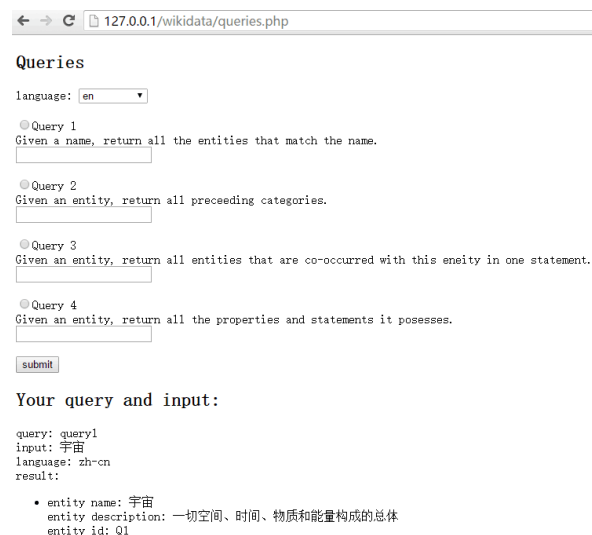 127.0.0.1/wikidata/queries.php
Queries
language: en
Query 1
Given a name, return all the entities that match the name.
Query 2
Given an entity, return all preceeding categories.
Query 3
Given an entity, return all entities that are co-occurred with this eneity in one statement.
Query 4
Given an entity, return all the properties and statements it posesses.
submit
Your query and input:
query: query1
input: 宇宙
language: zh-cn
result:
entity name: 宇宙
entity description: 一切空间、时间、物质和能量构成的总体
entity id: Q1